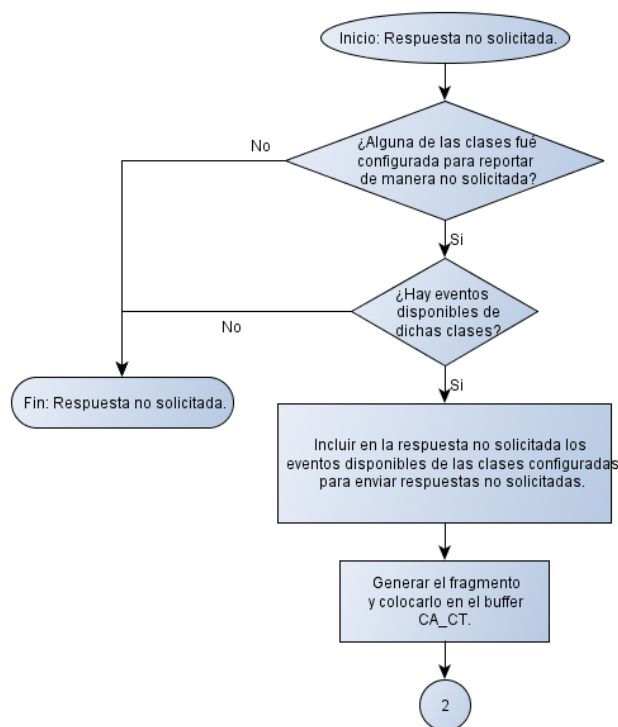 Inicio: Respuesta no solicitada.
¿Alguna de las clases fué
configurada para reportar
de manera no solicitada?
No
Si
¿Hay eventos
disponibles de
dichas clases?
No
Si
Fin: Respuesta no solicitada.
Incluir en la respuesta no solicitada los
eventos disponibles de las clases configuradas
para enviar respuestas no solicitadas.
Generar el fragmento
y colocarlo en el buffer
CA_CT.
2